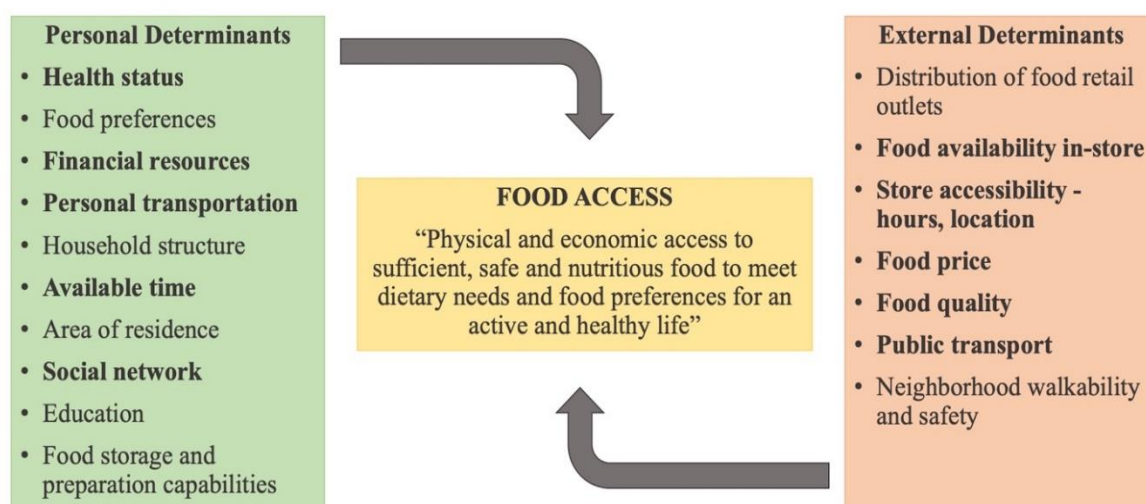 Personal Determinants
• Health status
• Food preferences
• Financial resources
• Personal transportation
• Household structure
• Available time
• Area of residence
• Social network
• Education
• Food storage and
preparation capabilities
FOOD ACCESS
“Physical and economic access to
sufficient, safe and nutritious food to meet
dietary needs and food preferences for an
active and healthy life”
External Determinants
• Distribution of food retail
outlets
• Food availability in-store
• Store accessibility -
hours, location
• Food price
• Food quality
• Public transport
• Neighborhood walkability
and safety